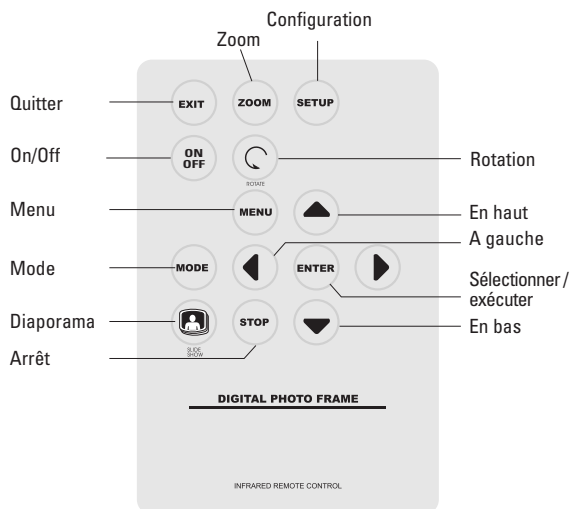 Configuration
Zoom
Quitter
EXIT
ZOOM
SETUP
On/Off
ON
OFF
ROTATE
Rotation
Menu
MENU
En haut
A gauche
Mode
MODE
ENTER
Sélectionner/
exécuter
Diaporama
SLIDE
SHOW
STOP
En bas
Arrêt
DIGITAL PHOTO FRAME
INFRARED REMOTE CONTROL